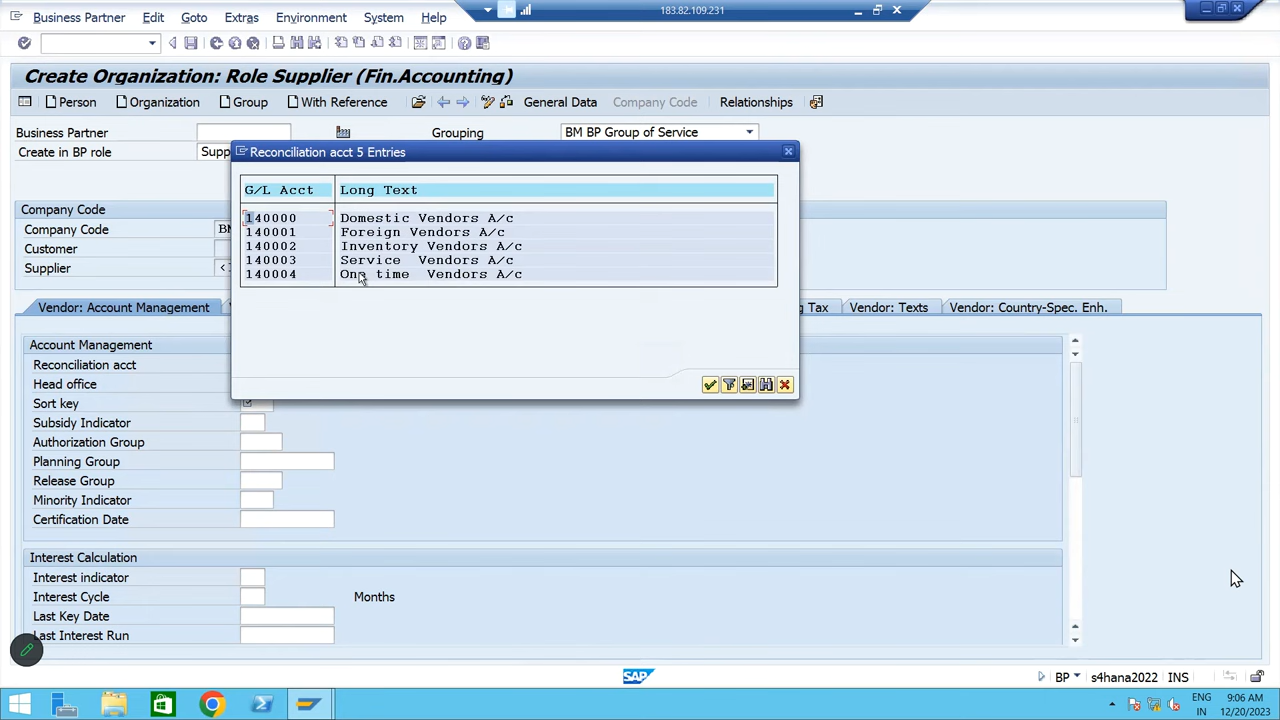 183.82.109.231
Business Partner Edit Goto Extras Environment System Help
Create Organization: Role Supplier (Fin.Accounting)
Person Organization Group With Reference General Data Company Code Relationships
Business Partner Grouping BM BP Group of Service
Create in BP role Supp
Reconciliation acct 5 Entries
G/L Acct Long Text
140000 Domestic Vendors A/c
140001 Foreign Vendors A/c
140002 Inventory Vendors A/c
140003 Service Vendors A/c
140004 One time Vendors A/c
Company Code
Company Code BM
Customer
Supplier
Vendor: Account Management g Tax Vendor: Texts Vendor: Country-Spec. Enh.
Account Management
Reconciliation acct
Head office
Sort key
Subsidy Indicator
Authorization Group
Planning Group
Release Group
Minority Indicator
Certification Date
Interest Calculation
Interest indicator
Interest Cycle Months
Last Key Date
Last Interest Run
SAP BP s4hana2022 INS
ENG
IN
9:06 AM
12/20/2023